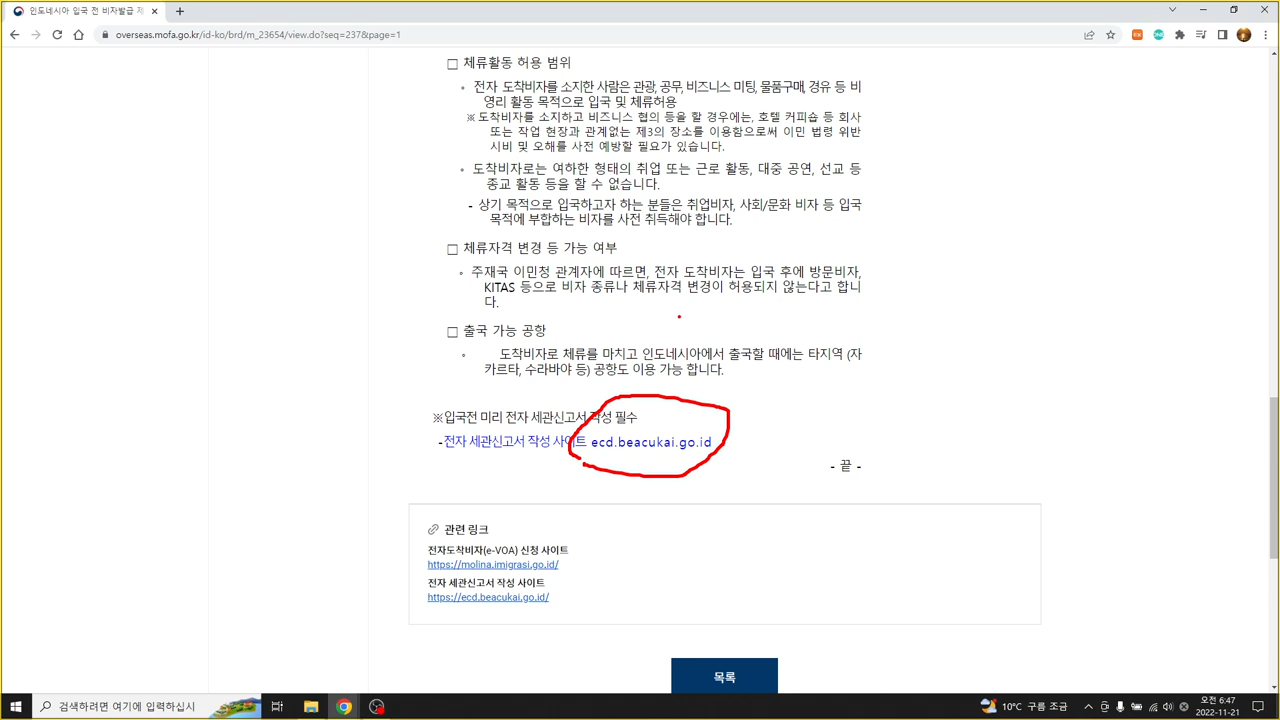 인도네시아 입국 전 비자발급 제
overseas.mofa.go.kr/id-ko/brd/m_23654/view.do?seq=237&page=1
□ 체류활동 허용 범위
◦ 전자 도착비자를 소지한 사람은 관광, 공무, 비즈니스 미팅, 물품구매, 경유 등 비
영리 활동 목적으로 입국 및 체류허용
※ 도착비자를 소지하고 비즈니스 협의 등을 할 경우에는, 호텔 커피숍 등 회사
또는 작업 현장과 관계없는 제3의 장소를 이용함으로써 이민 법령 위반
시비 및 오해를 사전 예방할 필요가 있습니다.
◦ 도착비자로는 여하한 형태의 취업 또는 근로 활동, 대중 공연, 선교 등
종교 활동 등을 할 수 없습니다.
- 상기 목적으로 입국하고자 하는 분들은 취업비자, 사회/문화 비자 등 입국
목적에 부합하는 비자를 사전 취득해야 합니다.
□ 체류자격 변경 등 가능 여부
◦ 주재국 이민청 관계자에 따르면, 전자 도착비자는 입국 후에 방문비자,
KITAS 등으로 비자 종류나 체류자격 변경이 허용되지 않는다고 합니
다.
□ 출국 가능 공항
◦ 도착비자로 체류를 마치고 인도네시아에서 출국할 때에는 타지역 (자
카르타, 수라바야 등) 공항도 이용 가능 합니다.
※입국전 미리 전자 세관신고서 작성 필수
-전자 세관신고서 작성 사이트 ecd.beacukai.go.id
- 끝 -
관련 링크
전자도착비자(e-VOA) 신청 사이트
https://molina.imigrasi.go.id/
전자 세관신고서 작성 사이트
https://ecd.beacukai.go.id/
목록
검색하려면 여기에 입력하십시
10°C 구름 조금
오전 6:47
2022-11-21